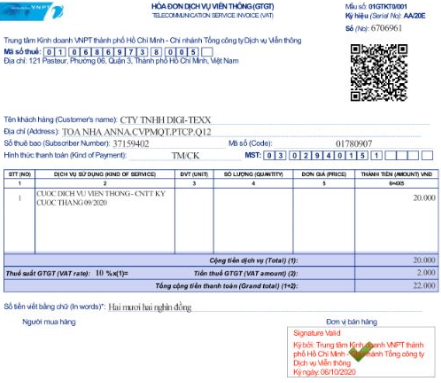 VNPT
HÓA ĐƠN DỊCH VỤ VIỄN THÔNG (GTGT)
TELECOMMUNICATION SERVICE INVOICE (VAT)
Mẫu số: 01GTKT0/001
Ký hiệu (Serial No): AA/20E
Số (No): 6706961
Trung tâm Kinh doanh VNPT thành phố Hồ Chí Minh - Chi nhánh Tổng công ty Dịch vụ Viễn thông
Mã số thuế: 0 1 0 6 8 6 9 7 3 8 0 0 5
Địa chỉ: 121 Pasteur, Phường 06, Quận 3, Thành phố Hồ Chí Minh, Việt Nam
Tên khách hàng (Customer's name): CTY TNHH DIGI-TEXX
Địa chỉ (Address): TOA NHA ANNA.CVPMQT.PTCP.Q12
Số thuê bao (Subscriber Number): 37159402 Mã số (Code): 01780907
Hình thức thanh toán (Kind of Payment): TM/CK MST: 0 3 0 2 9 4 0 1 5 1
STT (NO) DỊCH VỤ SỬ DỤNG (KIND OF SERVICE) ĐVT (UNIT) SỐ LƯỢNG (QUANTITY) ĐƠN GIÁ (PRICE) THÀNH TIỀN (AMOUNT) VND
1 2 3 4 5 6=4x5
1 CUOC DICH VU VIEN THONG - CNTT KY 20.000
CUOC THANG 09/2020
Cộng tiền dịch vụ (Total) (1): 20.000
Thuế suất GTGT (VAT rate): 10 %x(1)= Tiền thuế GTGT (VAT amount) (2): 2.000
Tổng cộng tiền thanh toán (Grand total) (1+2): 22.000
Số tiền viết bằng chữ (In words)*: Hai mươi hai nghìn đồng
Người mua hàng Đơn vị bán hàng
Signature Valid
Ký bởi: Trung tâm Kinh doanh VNPT thành
phố Hồ Chí Minh - Chi nhánh Tổng công ty
Dịch vụ Viễn thông
Ký ngày: 06/10/2020